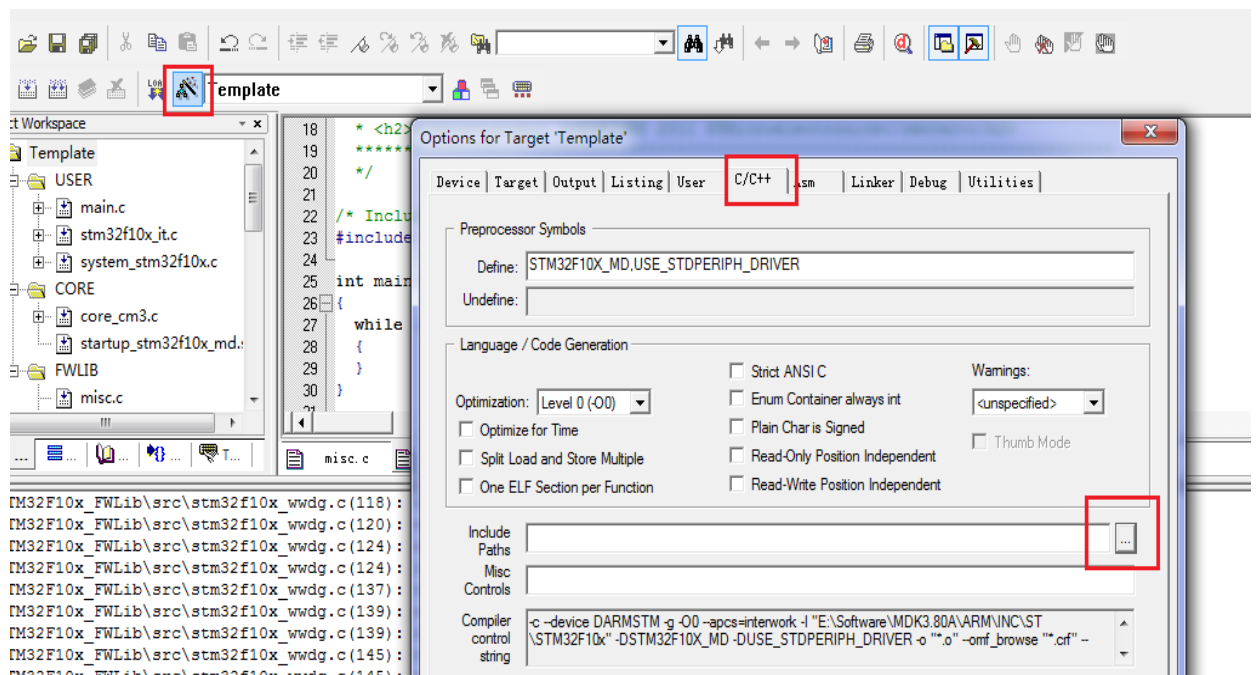 LOAD
Template
ct Workspace
Template
USER
main.c
stm32f10x_it.c
system_stm32f10x.c
CORE
core_cm3.c
startup_stm32f10x_md.s
FWLIB
misc.c
... ... ... ... T...
18 * <h2>
19 ******
20 */
21
22 /* Inclu
23 #include
24
25 int main
26 {
27 while
28 {
29 }
30 }
31
misc.c
Options for Target 'Template'
Device Target Output Listing User C/C++ Asm Linker Debug Utilities
Preprocessor Symbols
Define: STM32F10X_MD,USE_STDPERIPH_DRIVER
Undefine:
Language / Code Generation
Optimization: Level 0 (-O0)
Optimize for Time
Split Load and Store Multiple
One ELF Section per Function
Strict ANSI C
Enum Container always int
Plain Char is Signed
Read-Only Position Independent
Read-Write Position Independent
Warnings:
<unspecified>
Thumb Mode
Include
Paths
...
Misc
Controls
Compiler
control
string
-c --device DARMSTM -g -O0 --apcs=interwork -I "E:\Software\MDK3.80A\ARM\INC\ST
\STM32F10x" -DSTM32F10X_MD -DUSE_STDPERIPH_DRIVER -o "*.o" --omf_browse "*.crf" --
TM32F10x_FWLib\src\stm32f10x_wwdg.c(118):
TM32F10x_FWLib\src\stm32f10x_wwdg.c(120):
TM32F10x_FWLib\src\stm32f10x_wwdg.c(124):
TM32F10x_FWLib\src\stm32f10x_wwdg.c(124):
TM32F10x_FWLib\src\stm32f10x_wwdg.c(137):
TM32F10x_FWLib\src\stm32f10x_wwdg.c(139):
TM32F10x_FWLib\src\stm32f10x_wwdg.c(139):
TM32F10x_FWLib\src\stm32f10x_wwdg.c(145):
TM32F10x_FWLib\src\stm32f10x_wwdg.c(145):